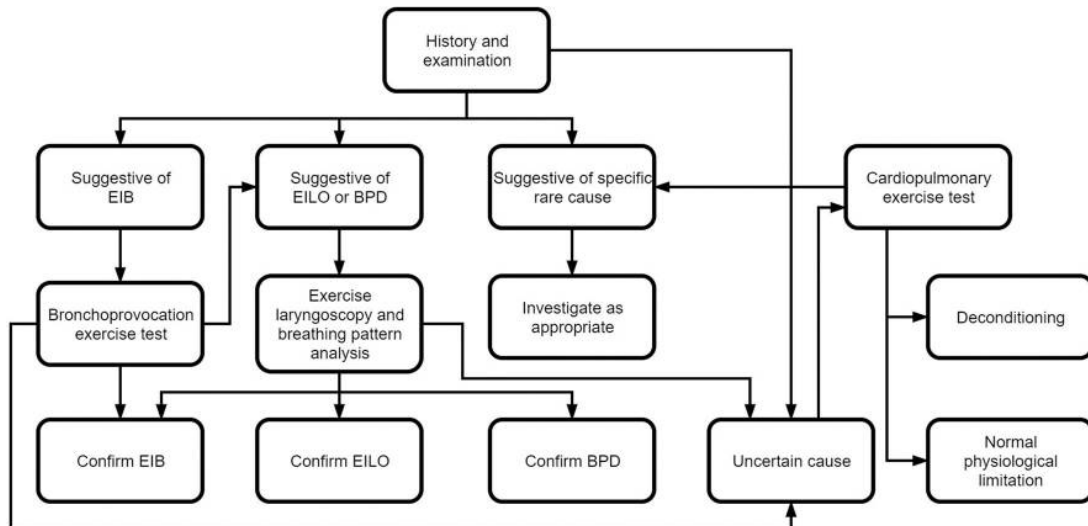 History and
examination
Suggestive of
EIB
Suggestive of
EILO or BPD
Suggestive of specific
rare cause
Cardiopulmonary
exercise test
Bronchoprovocation
exercise test
Exercise
laryngoscopy and
breathing pattern
analysis
Investigate as
appropriate
Deconditioning
Confirm EIB
Confirm EILO
Confirm BPD
Uncertain cause
Normal
physiological
limitation